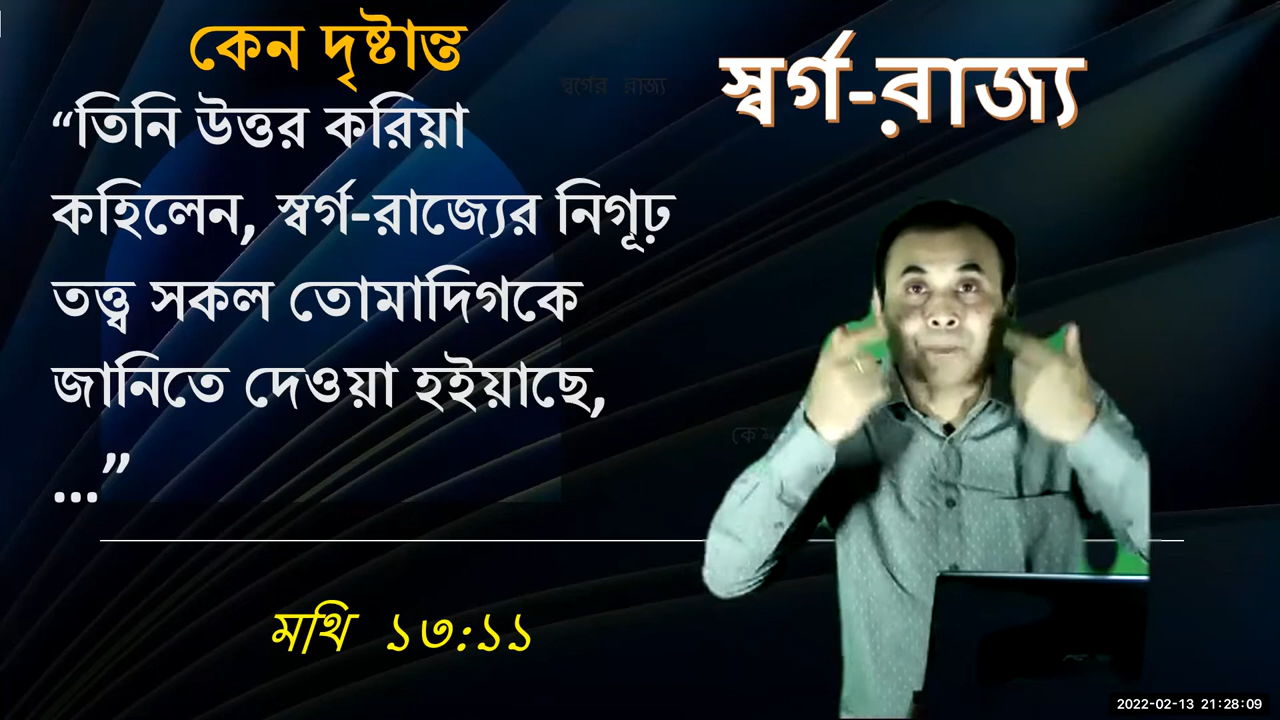 কেন দৃষ্টান্ত
স্বর্গের রাজ্য
স্বর্গ-রাজ্য
“তিনি উত্তর করিয়া
কহিলেন, স্বর্গ-রাজ্যের নিগূঢ়
তত্ত্ব সকল তোমাদিগকে
জানিতে দেওয়া হইয়াছে,
...”
মথি ১৩:১১
2022-02-13 21:28:09